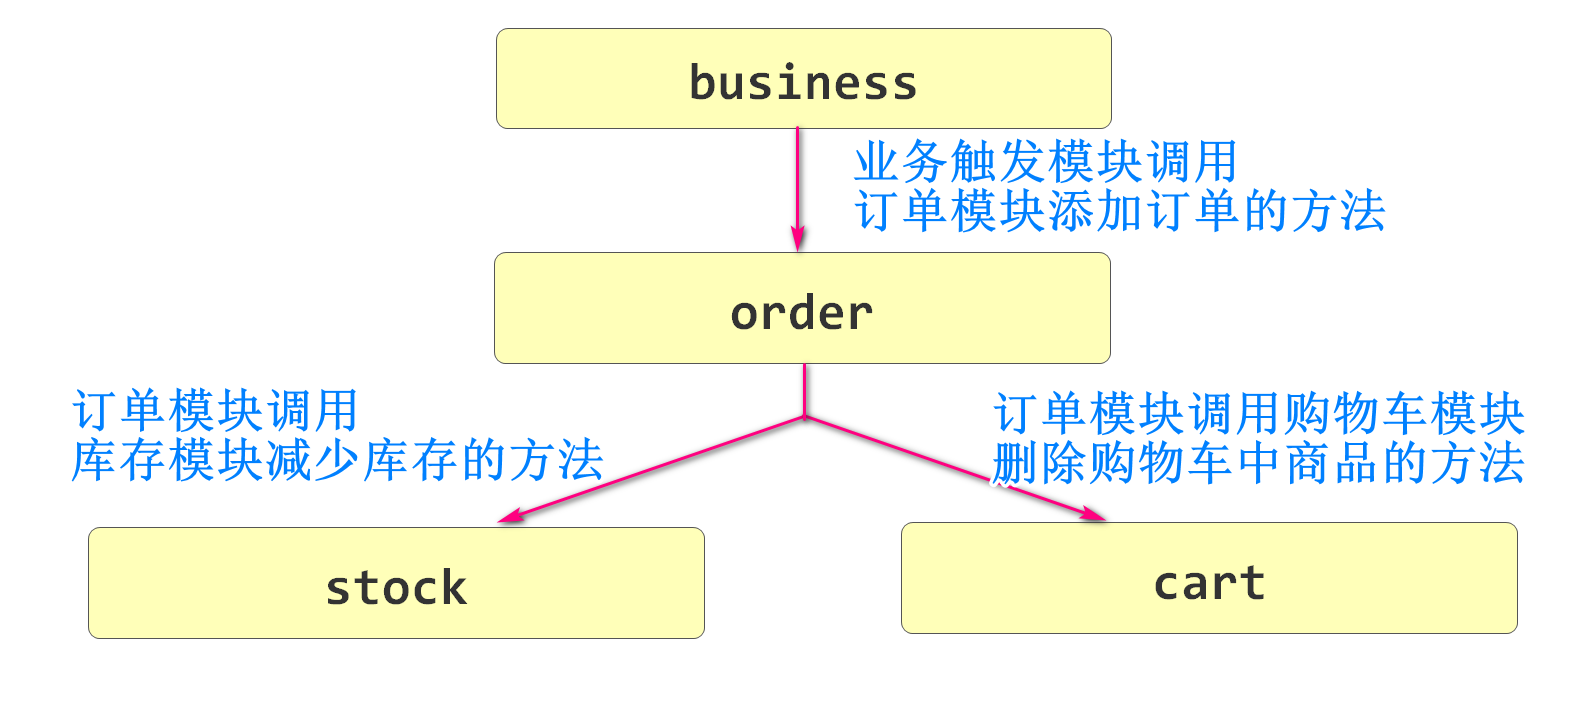 business
业务触发模块调用
订单模块添加订单的方法
order
订单模块调用
库存模块减少库存的方法
订单模块调用购物车模块
删除购物车中商品的方法
stock
cart